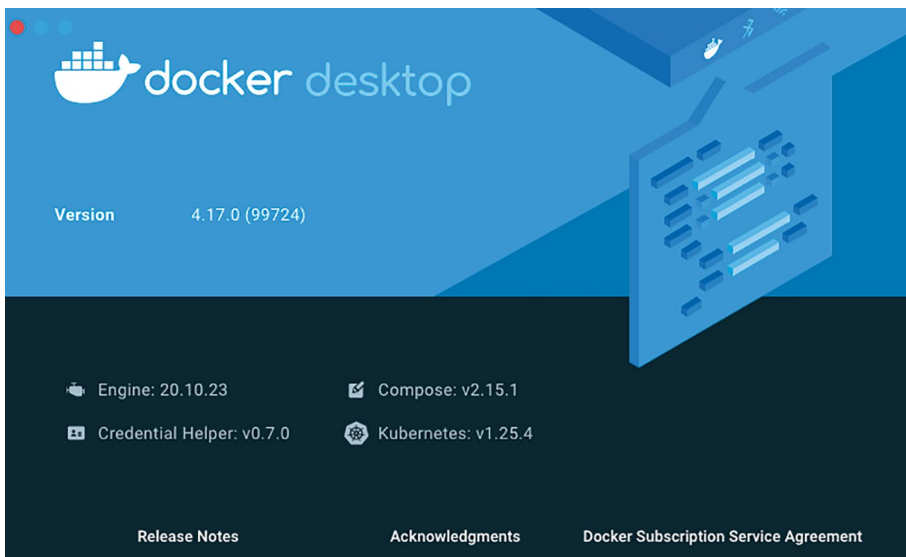 docker desktop
Version 4.17.0 (99724)
Engine: 20.10.23 Compose: v2.15.1
Credential Helper: v0.7.0 Kubernetes: v1.25.4
Release Notes Acknowledgments Docker Subscription Service Agreement